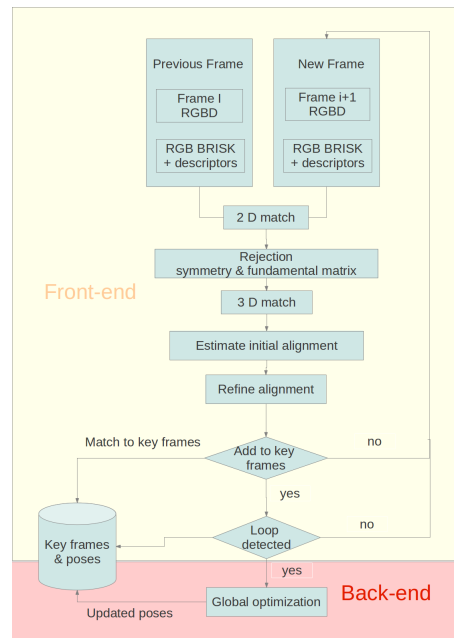 Previous Frame
New Frame
Frame I
RGBD
Frame i+1
RGBD
RGB BRISK
+ descriptors
RGB BRISK
+ descriptors
2 D match
Rejection
symmetry & fundamental matrix
Front-end
3 D match
Estimate initial alignment
Refine alignment
Match to key frames
Add to key
frames
no
yes
Loop
detected
no
Key frames
& poses
yes
Back-end
Global optimization
Updated poses